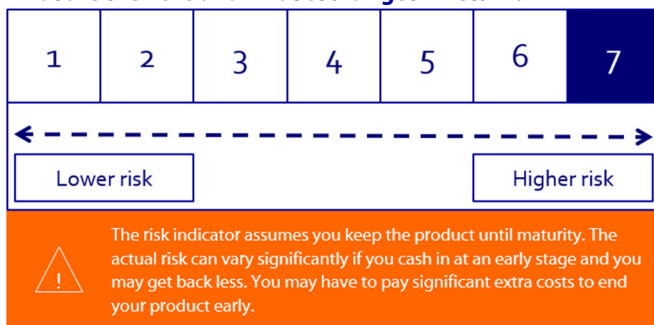 1 2 3 4 5 6 7
Lower risk Higher risk
The risk indicator assumes you keep the product until maturity. The
actual risk can vary significantly if you cash in at an early stage and you
may get back less. You may have to pay significant extra costs to end
your product early.